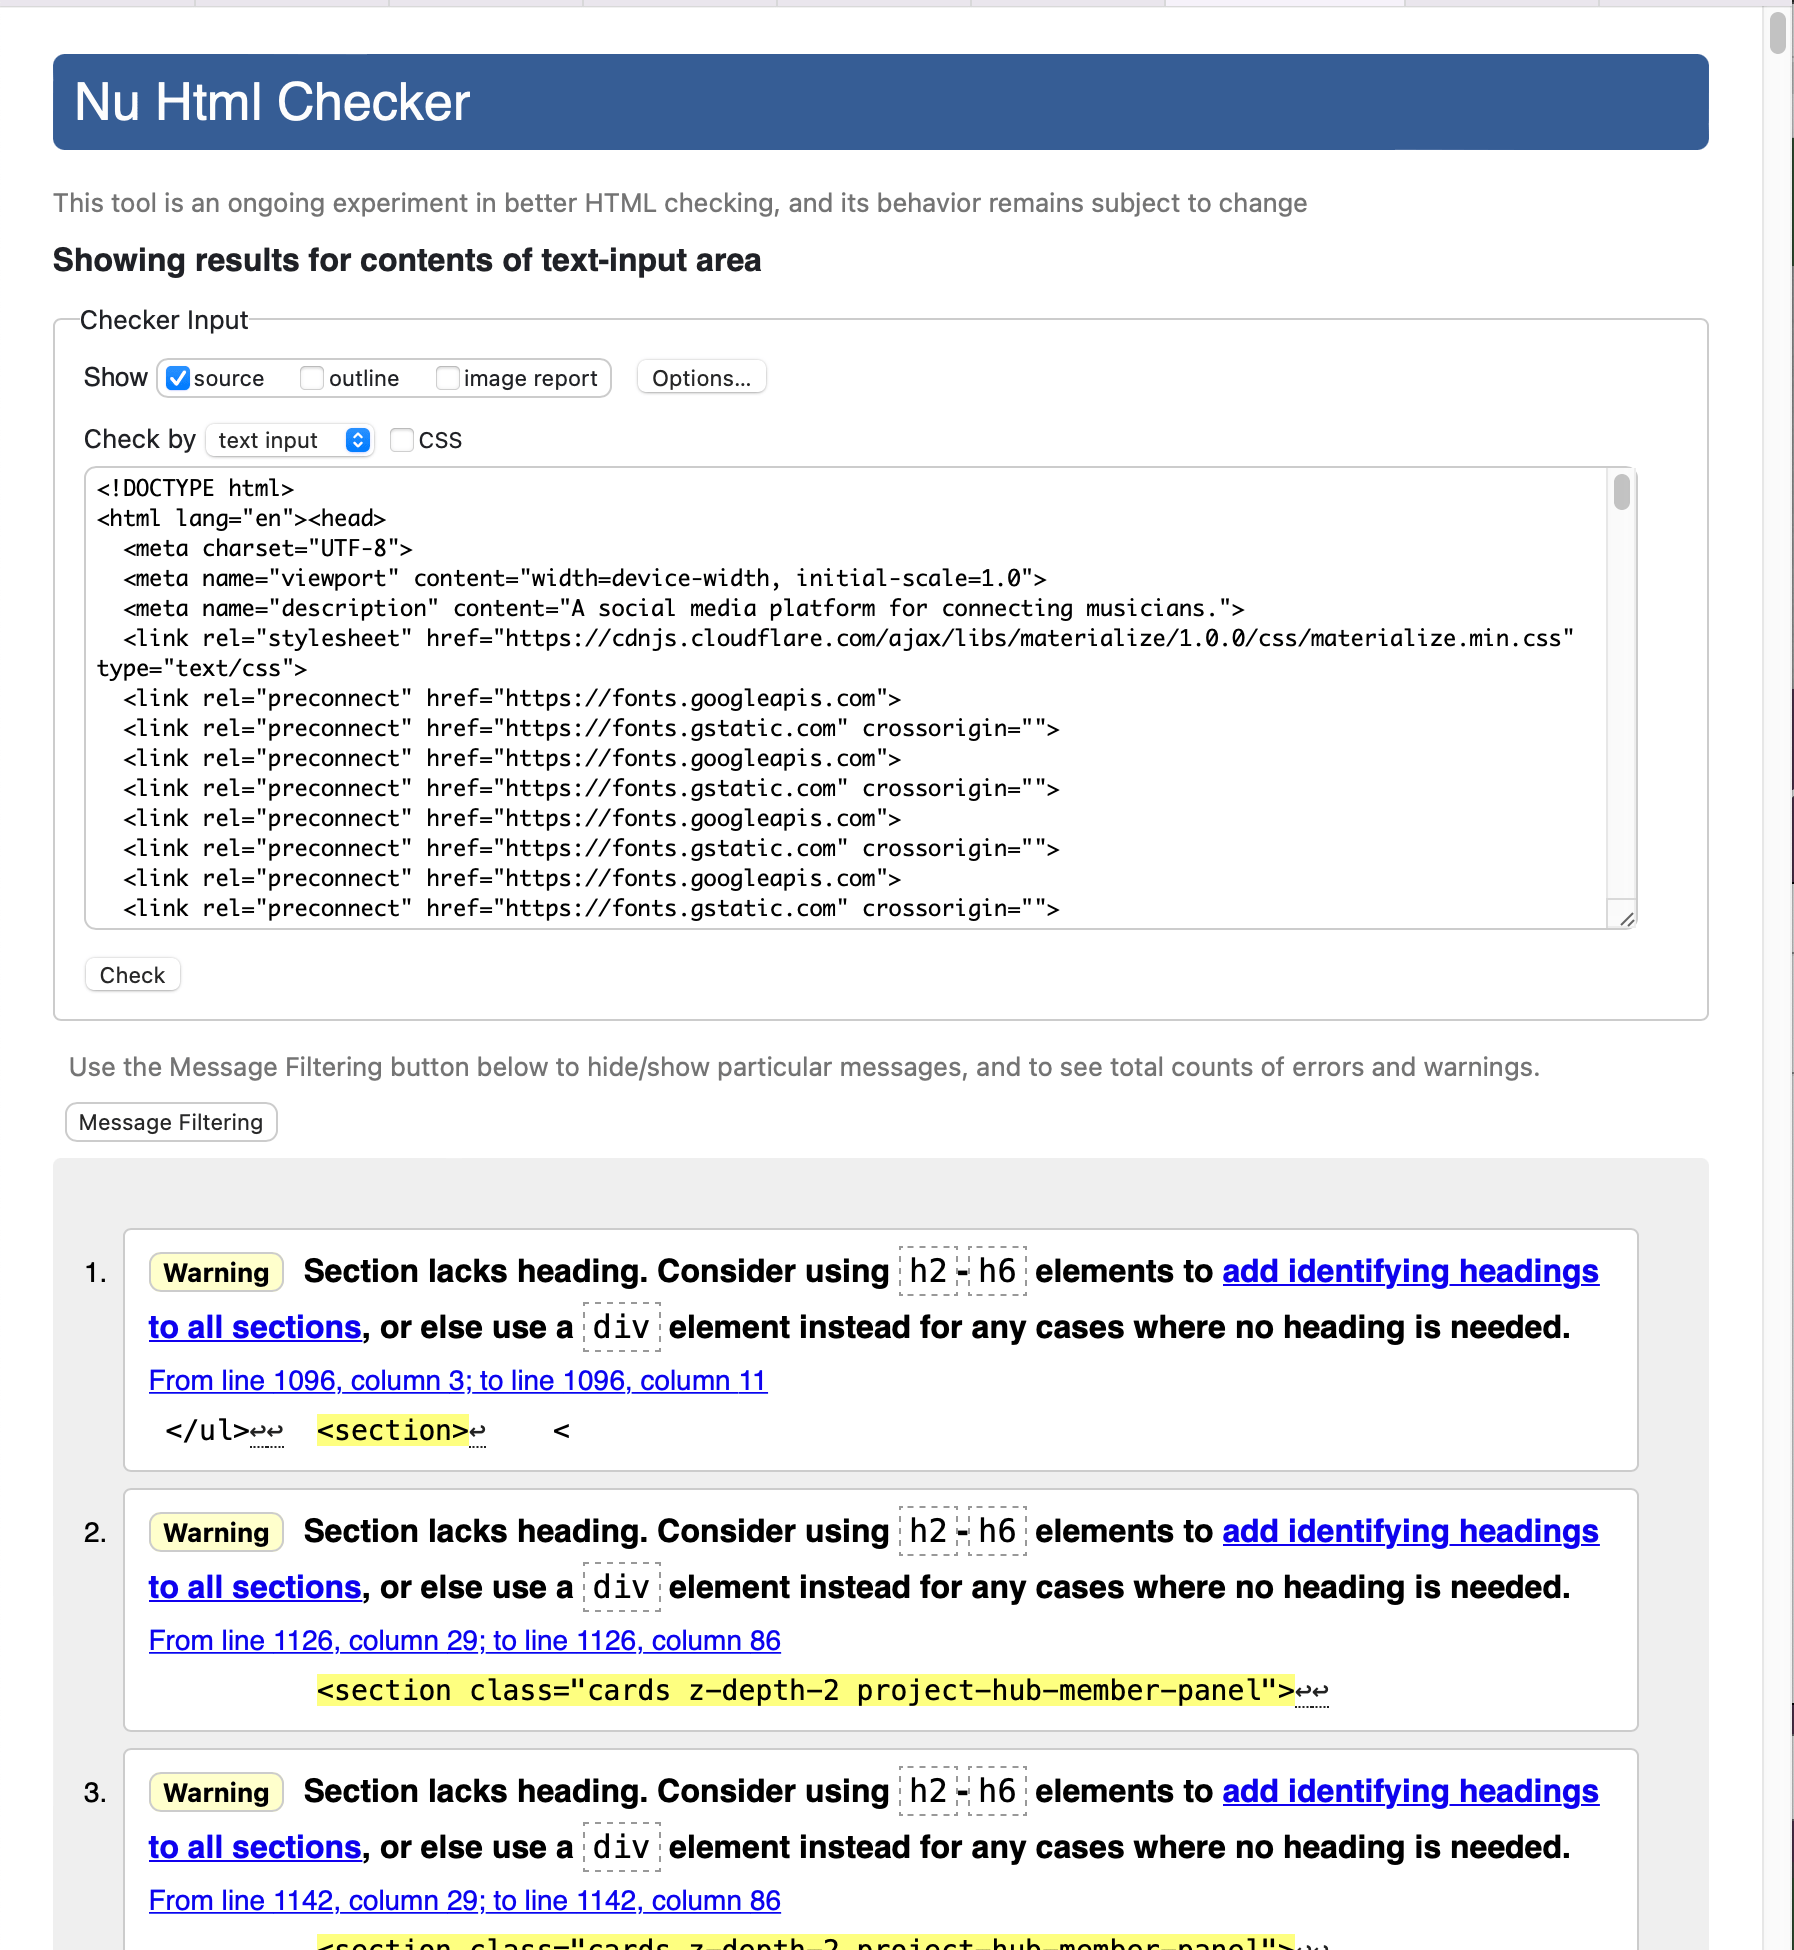 Nu Html Checker
This tool is an ongoing experiment in better HTML checking, and its behavior remains subject to change
Showing results for contents of text-input area
Checker Input
Show source outline image report Options...
Check by text input CSS
<!DOCTYPE html>
<html lang="en"><head>
  <meta charset="UTF-8">
  <meta name="viewport" content="width=device-width, initial-scale=1.0">
  <meta name="description" content="A social media platform for connecting musicians.">
  <link rel="stylesheet" href="https://cdnjs.cloudflare.com/ajax/libs/materialize/1.0.0/css/materialize.min.css"
type="text/css">
  <link rel="preconnect" href="https://fonts.googleapis.com">
  <link rel="preconnect" href="https://fonts.gstatic.com" crossorigin="">
  <link rel="preconnect" href="https://fonts.googleapis.com">
  <link rel="preconnect" href="https://fonts.gstatic.com" crossorigin="">
  <link rel="preconnect" href="https://fonts.googleapis.com">
  <link rel="preconnect" href="https://fonts.gstatic.com" crossorigin="">
  <link rel="preconnect" href="https://fonts.googleapis.com">
  <link rel="preconnect" href="https://fonts.gstatic.com" crossorigin="">
Check
Use the Message Filtering button below to hide/show particular messages, and to see total counts of errors and warnings.
Message Filtering
1. Warning Section lacks heading. Consider using h2-h6 elements to add identifying headings
to all sections, or else use a div element instead for any cases where no heading is needed.
From line 1096, column 3; to line 1096, column 11
</ul>↩↩  <section>↩    <
2. Warning Section lacks heading. Consider using h2-h6 elements to add identifying headings
to all sections, or else use a div element instead for any cases where no heading is needed.
From line 1126, column 29; to line 1126, column 86
<section class="cards z-depth-2 project-hub-member-panel">↩↩
3. Warning Section lacks heading. Consider using h2-h6 elements to add identifying headings
to all sections, or else use a div element instead for any cases where no heading is needed.
From line 1142, column 29; to line 1142, column 86
<section class="cards z-depth-2 project-hub-member-panel">↩↩